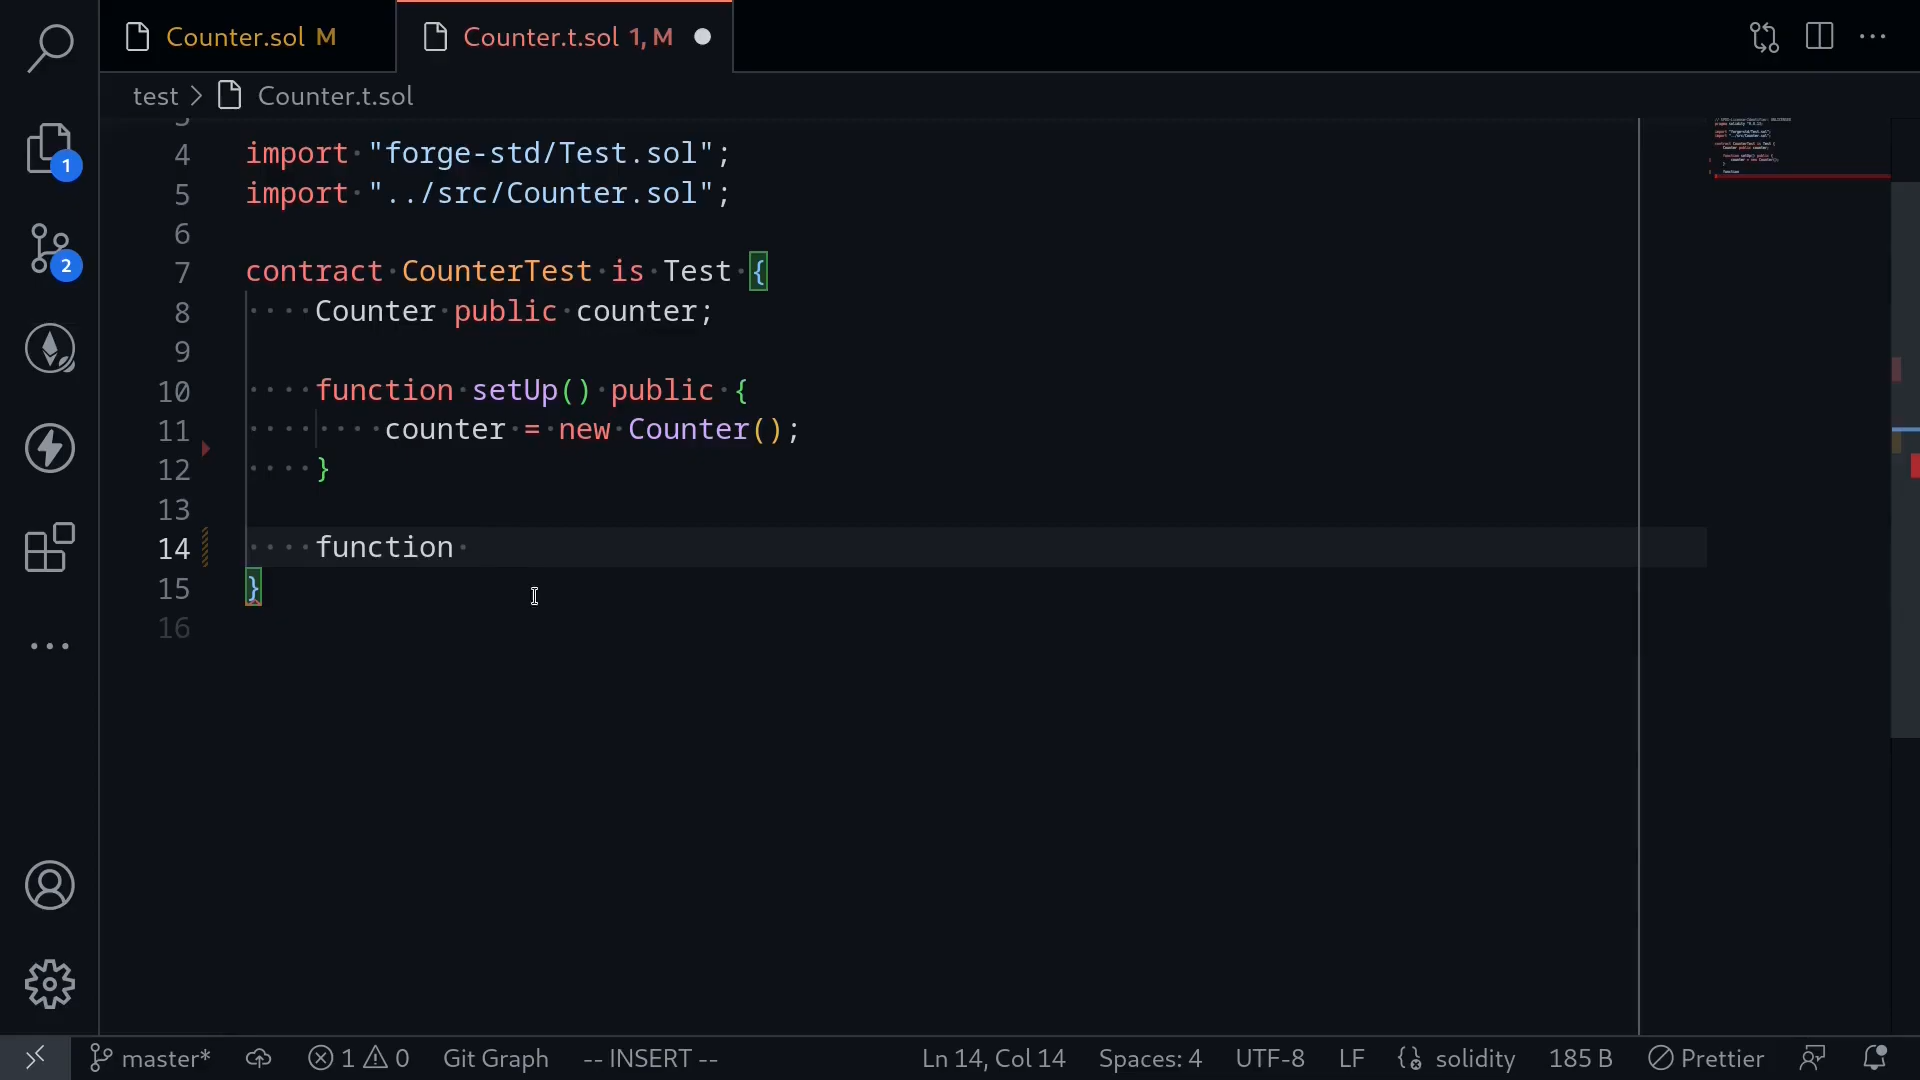 Counter.sol M
Counter.t.sol 1, M
test > Counter.t.sol
4 import "forge-std/Test.sol";
5 import "../src/Counter.sol";
6
7 contract CounterTest is Test {
8 Counter public counter;
9
10 function setUp() public {
11 counter = new Counter();
12 }
13
14 function
15 }
16
1
2
master* 1 0 Git Graph -- INSERT -- Ln 14, Col 14 Spaces: 4 UTF-8 LF solidity 185 B Prettier